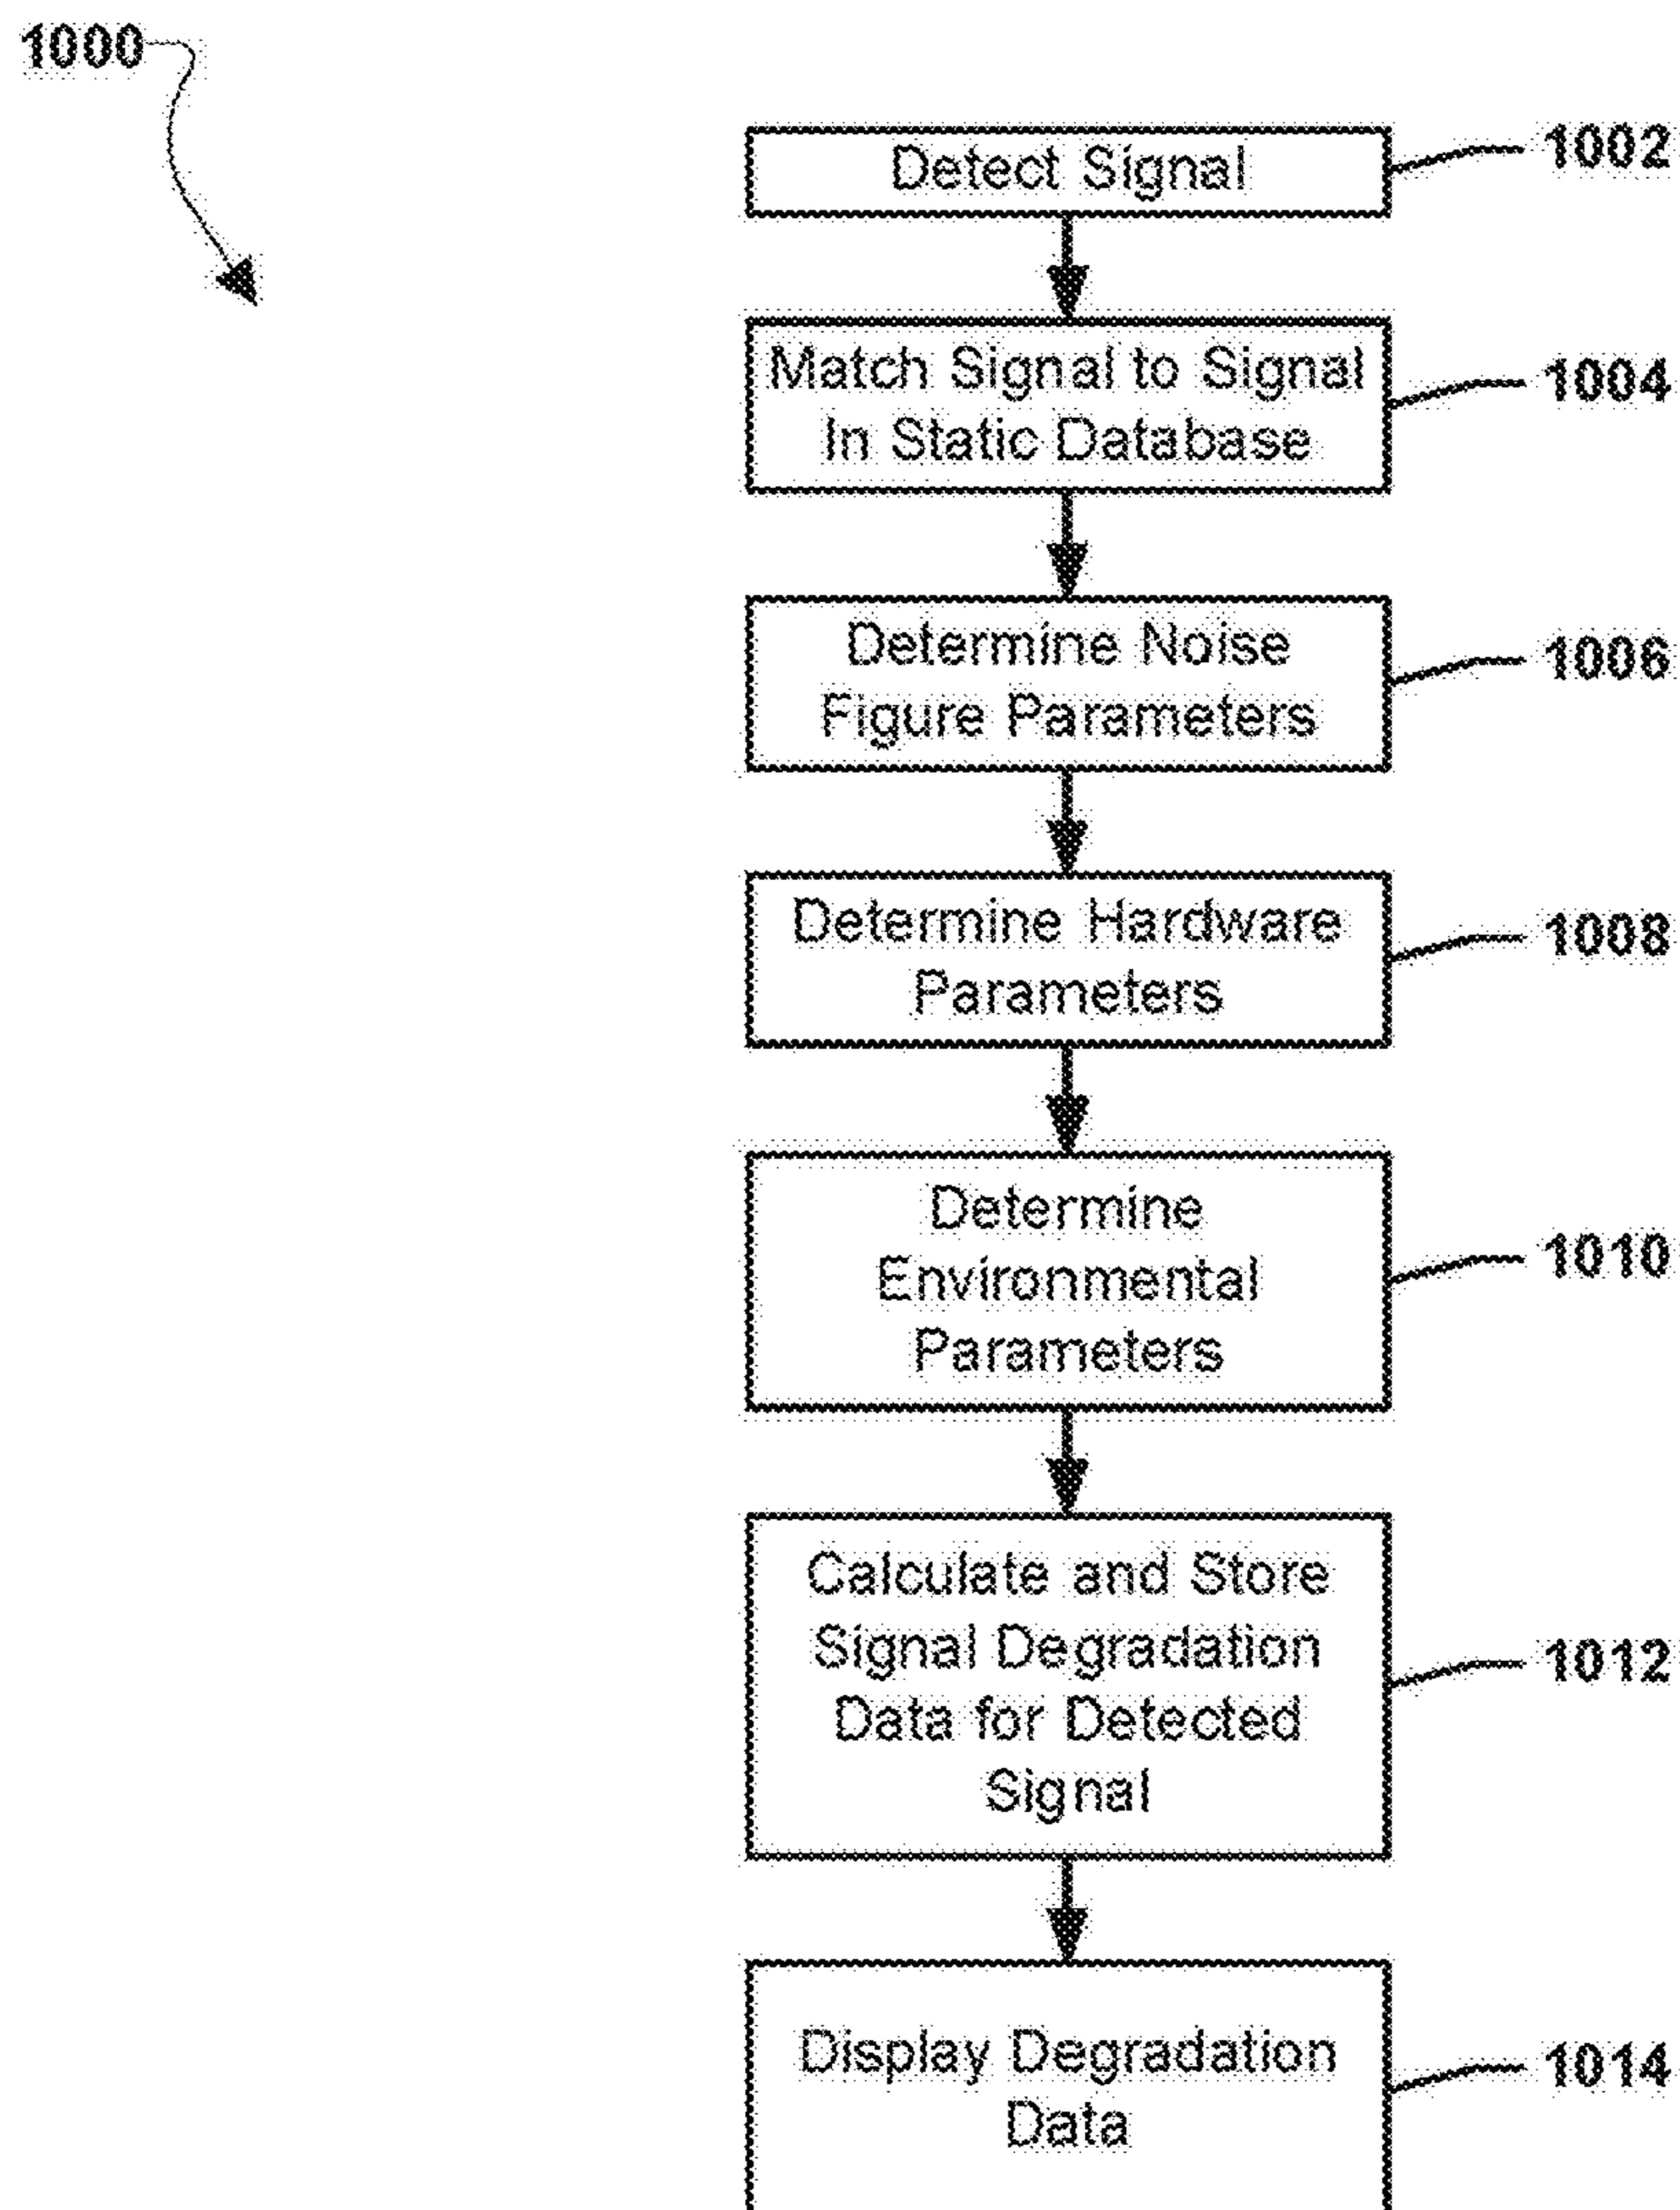 1000
Detect Signal
1002
Match Signal to Signal
In Static Database
1004
Determine Noise
Figure Parameters
1006
Determine Hardware
Parameters
1008
Determine
Environmental
Parameters
1010
Calculate and Store
Signal Degradation
Data for Detected
Signal
1012
Display Degradation
Data
1014